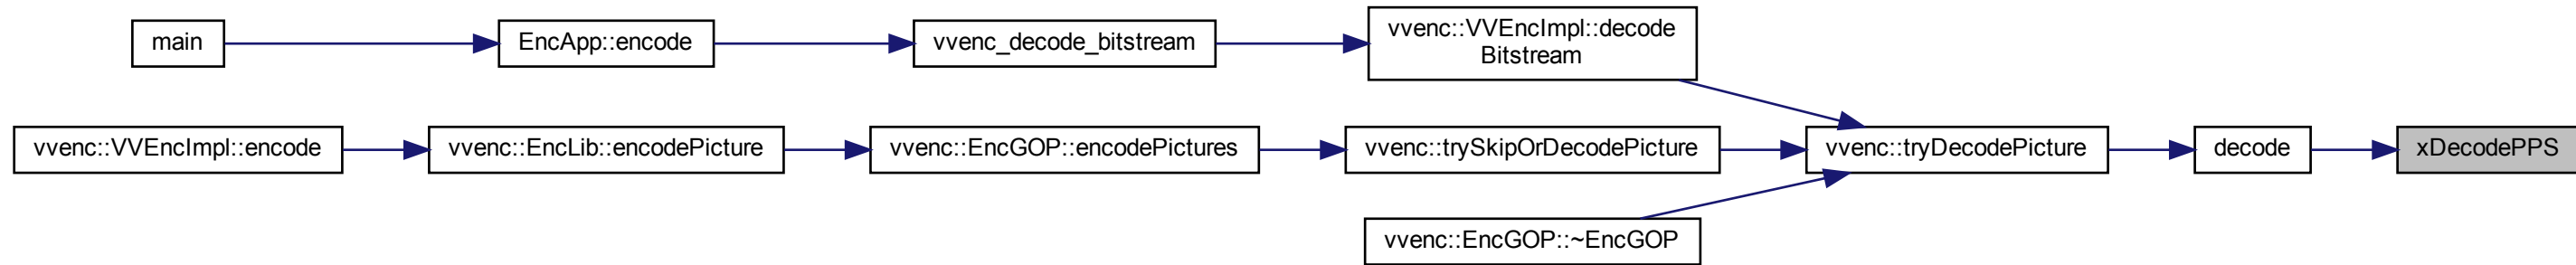 main
EncApp::encode
vvenc_decode_bitstream
vvenc::VVEncImpl::decode
Bitstream
vvenc::VVEncImpl::encode
vvenc::EncLib::encodePicture
vvenc::EncGOP::encodePictures
vvenc::trySkipOrDecodePicture
vvenc::tryDecodePicture
decode
xDecodePPS
vvenc::EncGOP::~EncGOP